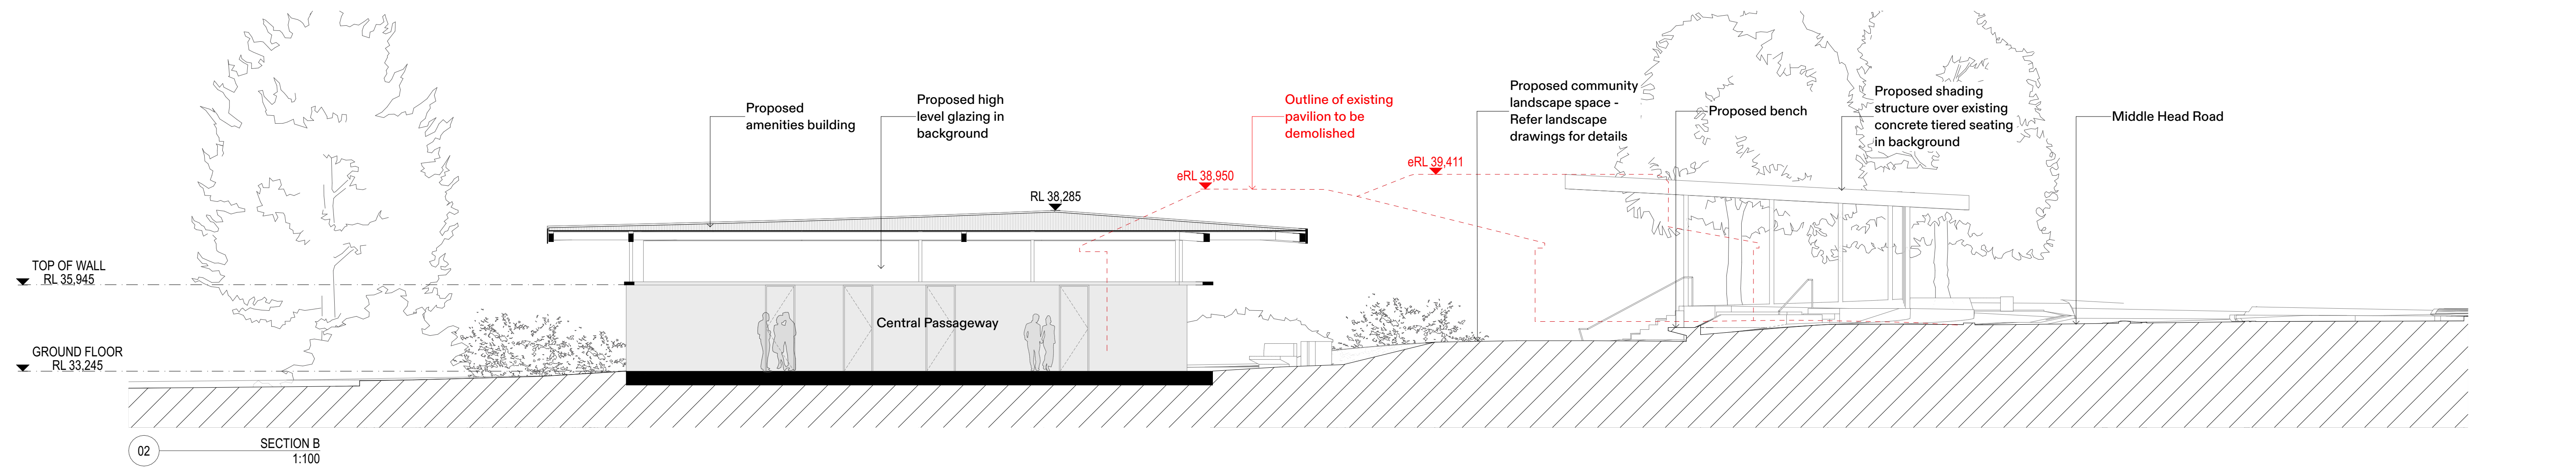 Proposed
amenities building
Proposed high
level glazing in
background
Outline of existing
pavilion to be
demolished
Proposed community
landscape space -
Refer landscape
drawings for details
Proposed bench
Proposed shading
structure over existing
concrete tiered seating
in background
Middle Head Road
eRL 39,411
eRL 38,950
RL 38,285
TOP OF WALL
RL 35,945
Central Passageway
GROUND FLOOR
RL 33,245
02
SECTION B
1:100